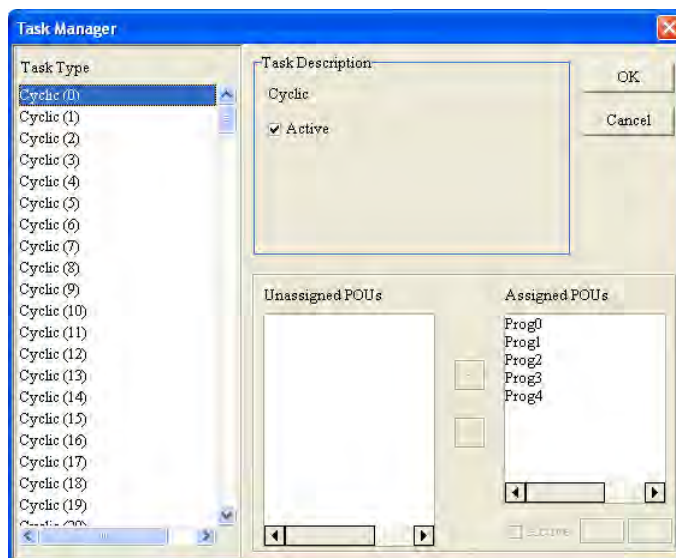 Task Manager
Task Type
Cyclic (0)
Cyclic (1)
Cyclic (2)
Cyclic (3)
Cyclic (4)
Cyclic (5)
Cyclic (6)
Cyclic (7)
Cyclic (8)
Cyclic (9)
Cyclic (10)
Cyclic (11)
Cyclic (12)
Cyclic (13)
Cyclic (14)
Cyclic (15)
Cyclic (16)
Cyclic (17)
Cyclic (18)
Cyclic (19)
Cyclic (20)
Task Description
Cyclic
Active
OK
Cancel
Unassigned POUs
Assigned POUs
Prog0
Prog1
Prog2
Prog3
Prog4
Active